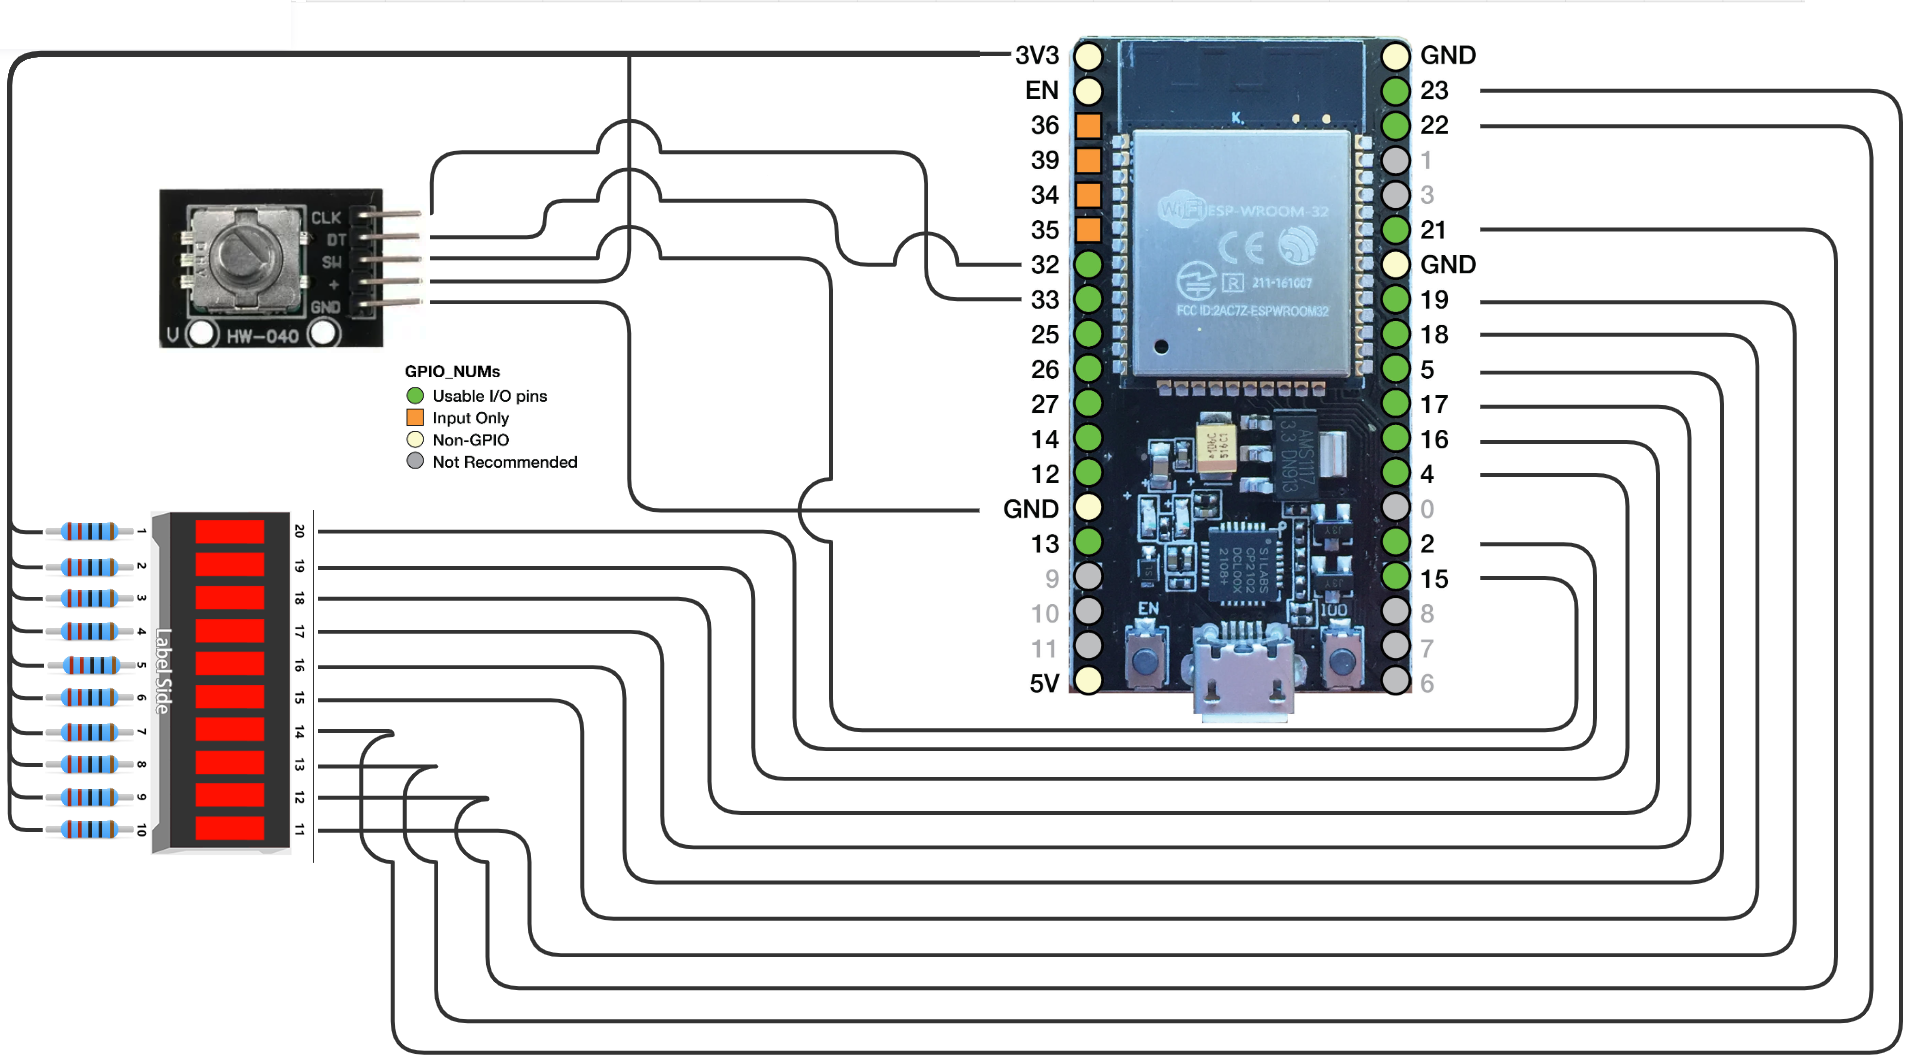 3V3
EN
36
39
34
35
32
33
25
26
27
14
12
GND
13
9
10
11
5V
GND
23
22
1
3
21
GND
19
18
5
17
16
4
0
2
15
8
7
6
K.
WiFi ESP-WROOM-32
CE
R 211-161007
FCC ID:2AC7Z-ESPWROOM32
AMS1117
3.3 DN913
SILABS
CP2102
DCL00X
2108+
EN
100
CLK
DT
SW
+
GND
HW-040
GPIO_NUMs
Usable I/O pins
Input Only
Non-GPIO
Not Recommended
1
2
3
4
5
6
7
8
9
10
Label Side
20
19
18
17
16
15
14
13
12
11